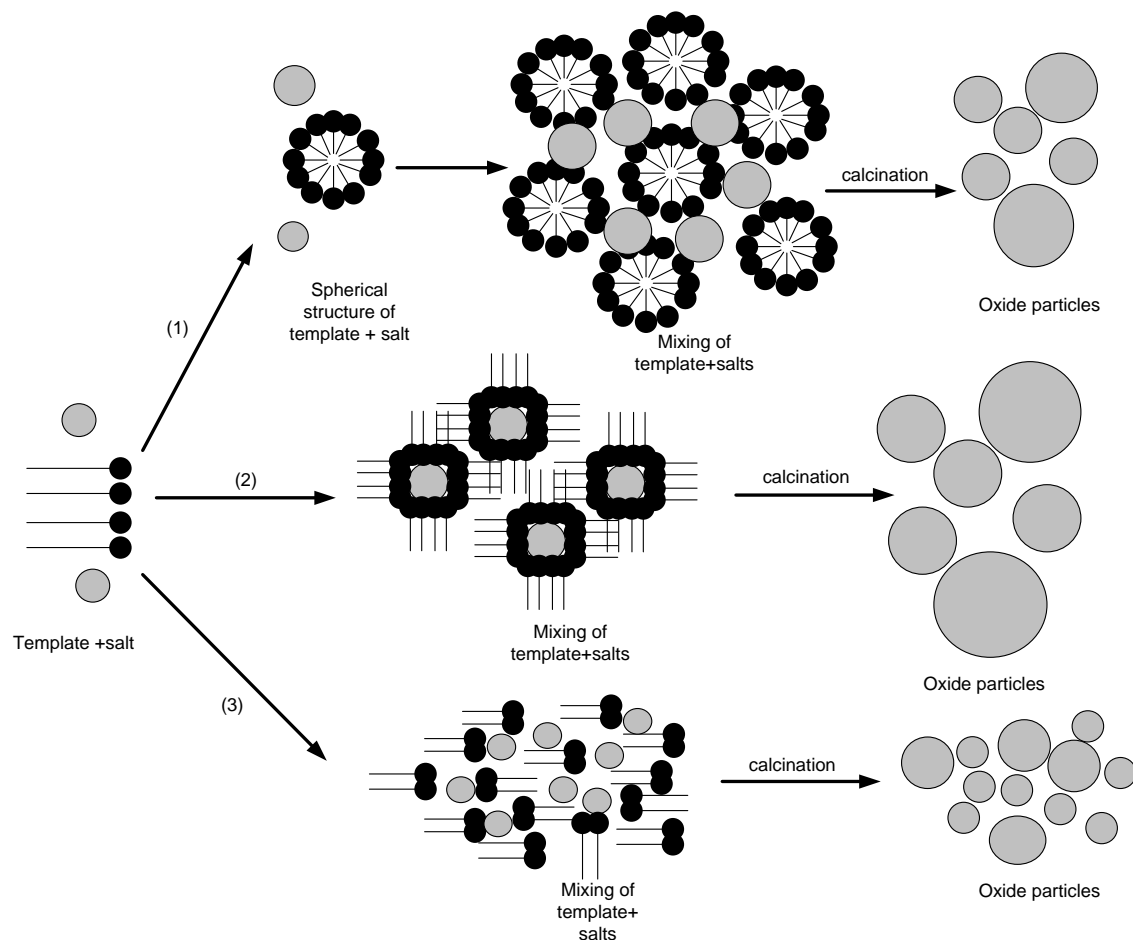 calcination
Oxide particles
Spherical
structure of
template + salt
(1)
Mixing of
template+salts
(2)
calcination
Template +salt
Mixing of
template+salts
Oxide particles
(3)
calcination
Mixing of
template+
salts
Oxide particles